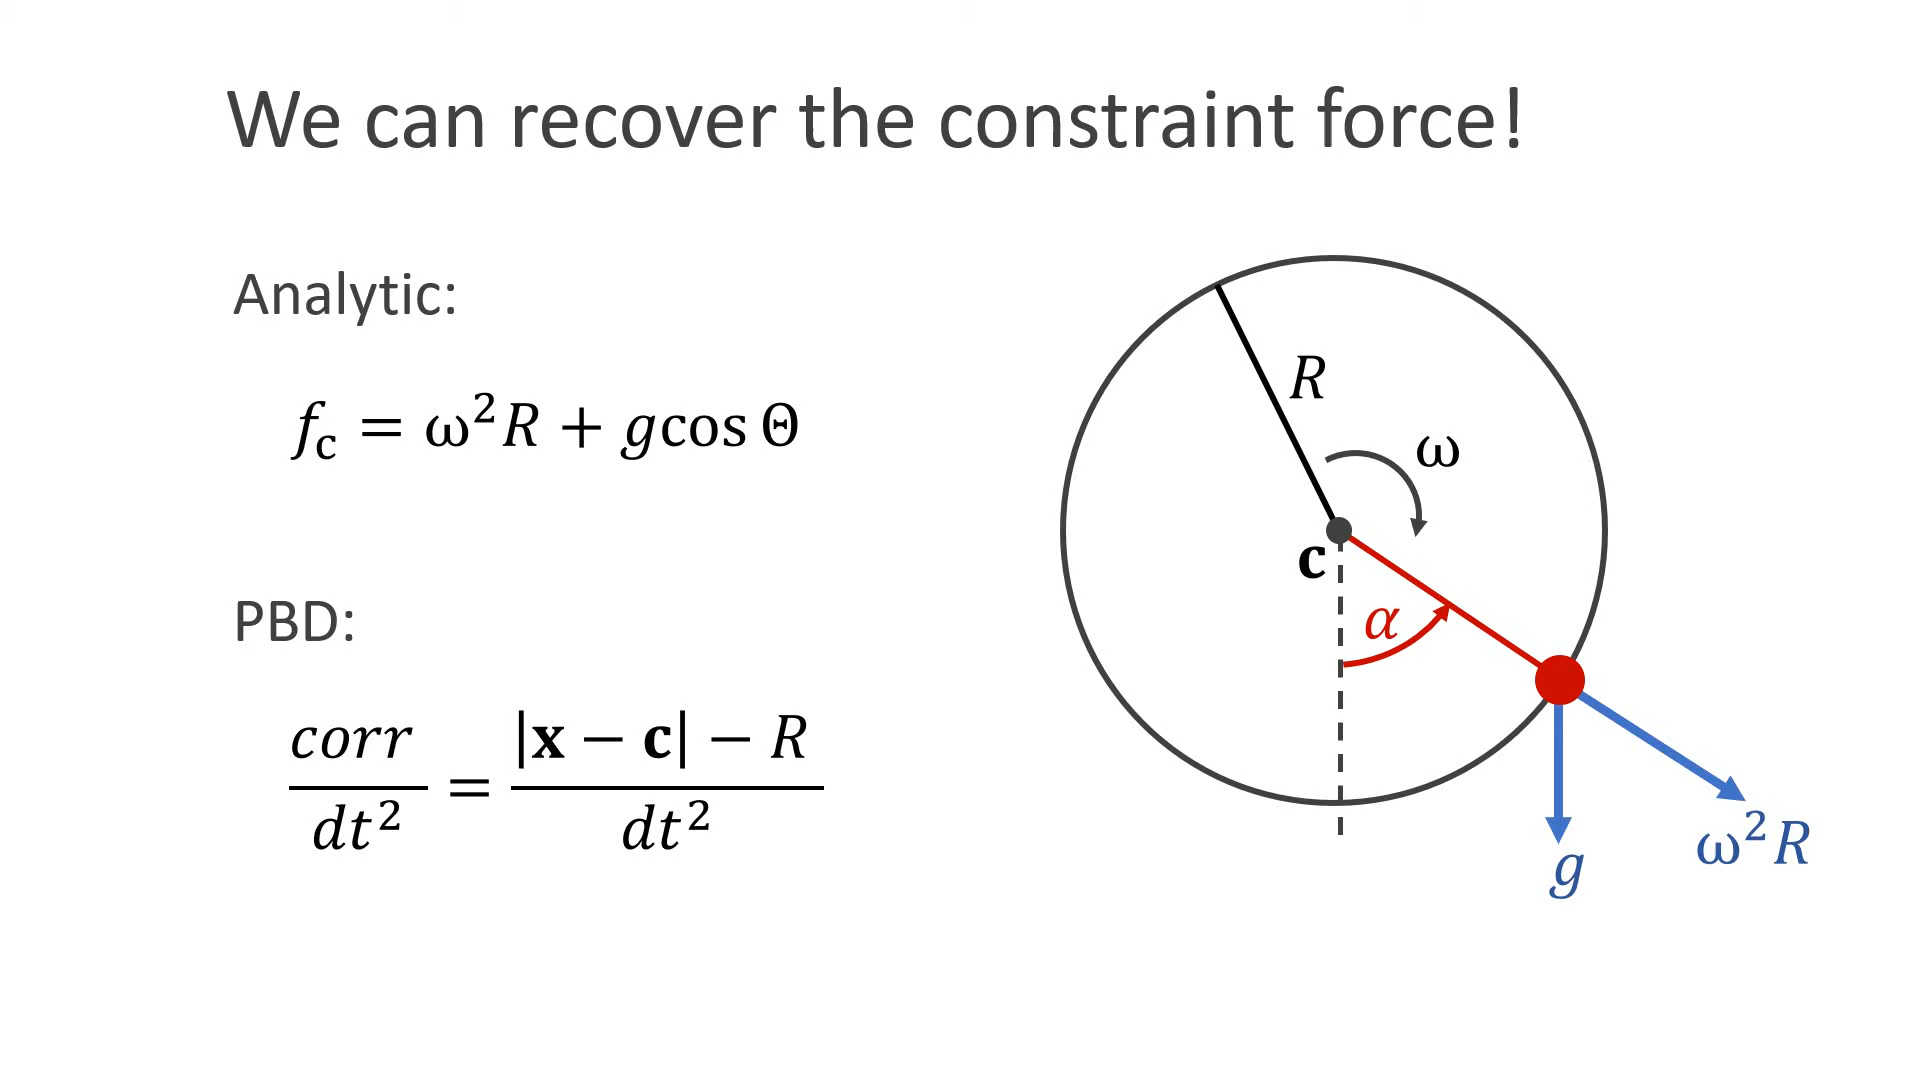 We can recover the constraint force!
Analytic:
f_c = ω²R + gcos Θ
PBD:
corr/dt² = (|x − c| − R)/dt²
R
ω
c
α
g
ω²R